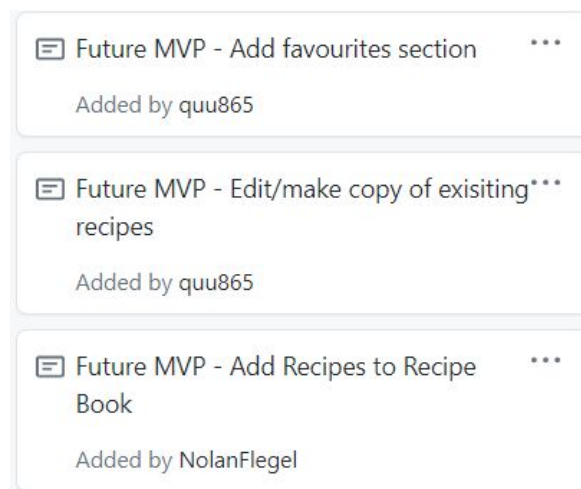 Future MVP - Add favourites section
Added by quu865
Future MVP - Edit/make copy of exisiting
recipes
Added by quu865
Future MVP - Add Recipes to Recipe
Book
Added by NolanFlegel